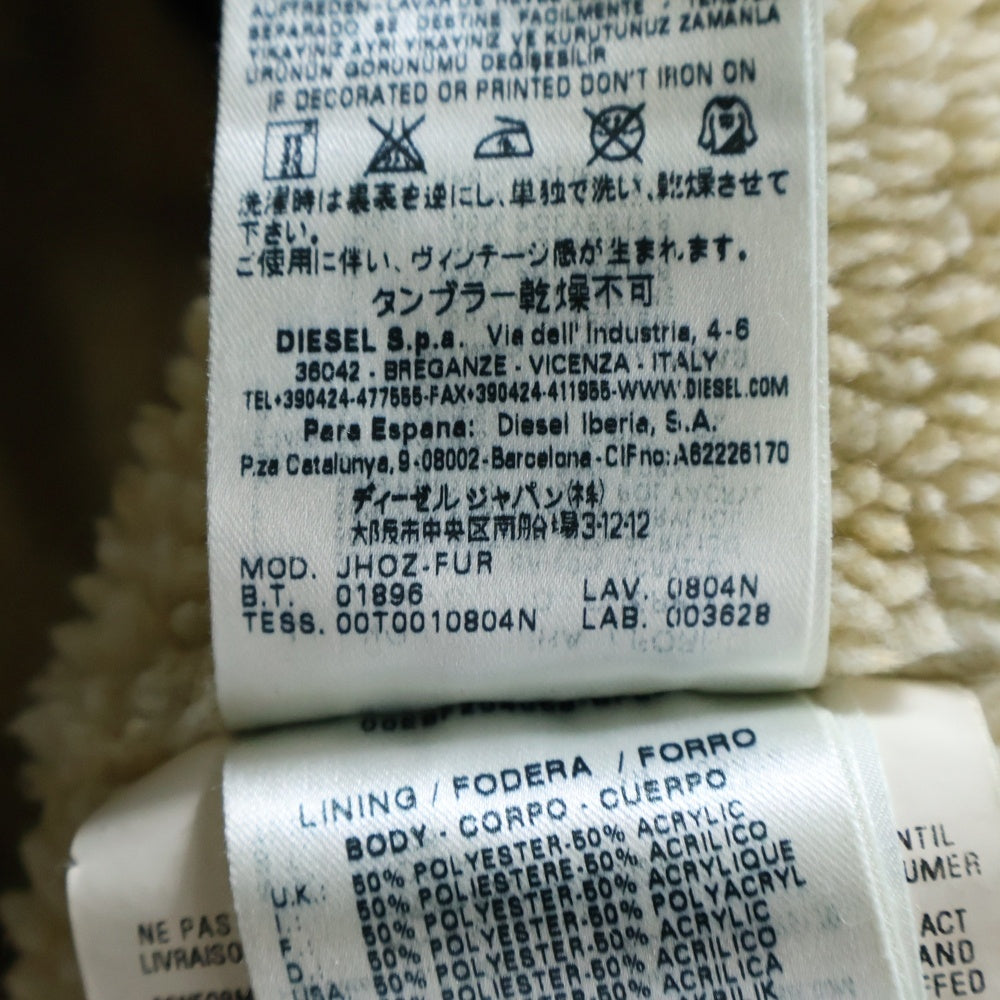 SEPARADO SE DESTINE FACILMENTE
YIKAYINIZ AYRI YIKAYINIZ VE KURUTUNUZ ZAMANLA
ÜRÜNÜN GÖRÜNÜMÜ DEĞİŞEBİLİR
IF DECORATED OR PRINTED DON'T IRON ON
洗濯時は裏表を逆にし、単独で洗い、乾燥させて
下さい。
ご使用に伴い、ヴィンテージ感が生まれます。
タンブラー乾燥不可
DIESEL S.p.a. Via dell' Industria, 4-6
36042 - BREGANZE - VICENZA - ITALY
TEL+390424-477555-FAX+390424-411955-WWW.DIESEL.COM
Para Espana: Diesel Iberia, S.A.
P.za Catalunya, 9-08002-Barcelona-CIFno:A62226170
ディーゼル ジャパン(株)
大阪市中央区南船場3-12-12
MOD. JHOZ-FUR
B.T. 01896 LAV. 0804N
TESS. 00T0010804N LAB. 003628
LINING / FODERA / FORRO
BODY - CORPO - CUERPO
U.K.: 50% POLYESTER-50% ACRYLIC
I.: 50% POLIESTERE-50% ACRILICO
F.: 50% POLYESTER-50% ACRYLIQUE
D.: 50% POLYESTER-50% POLYACRYL
USA: 50% POLYESTER-50% ACRYLIC
ACRILICO
ACRILICA
NE PAS
LIVRAISO
NTIL
UMER
ACT
AND
FFED